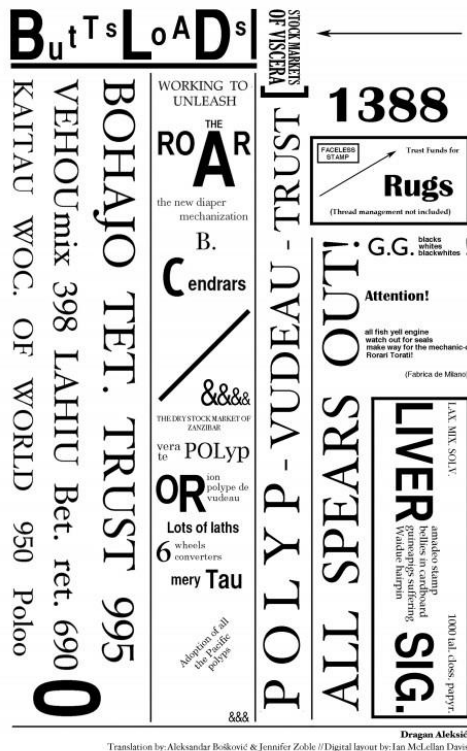 ButTsLoADs!
KAITAU WOC. OF WORLD 950 Poloo
VEHOUmix 398 LAHIU Bet. ret. 690
BOHAJO TET. TRUST 995
O
WORKING TO
UNLEASH
THE
ROAR
the new diaper
mechanization
B.
Cendrars
&&&&
THE DRY STOCK MARKET OF
ZANZIBAR
vera POLyp
te
OR ion
polype de
vudeau
Lots of laths
6 wheels
converters
mery Tau
Adoption of all
the Pacific
polyps
&&&
STOCK MARKETS
OF VISCERA
[
POLYP - VUDEAU - TRUST
1388
FACELESS
STAMP
Trust Funds for
Rugs
(Thread management not included)
ALL SPEARS OUT!
G.G. blacks
whites
blackwhites
Attention!
all fish yell engine
watch out for seals
make way for the mechanic-
Rorari Torati!
(Fabrica de Milano)
LAX. MIX. SOLV. 1000 tal. closs. papyr.
amadeo stamp
bellies in cardboard
guineapigs suffering
Waidue hairpin
LIVER SIG.
Dragan Aleksić
Translation by: Aleksandar Bošković & Jennifer Zoble // Digital layout by: Ian McLellan Davis